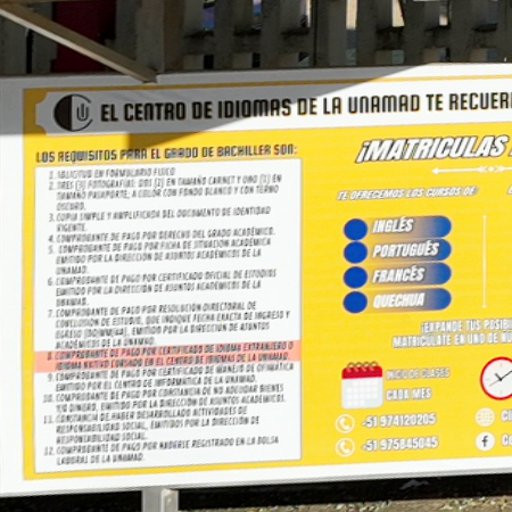 EL CENTRO DE IDIOMAS DE LA UNAMAD TE RECUER
LOS REQUISITOS PARA EL GRADO DE BACHILLER SON:
1. SOLICITUD EN FORMULARIO FUICO
2. TRES (3) FOTOGRAFIAS: DOS (2) EN TAMAÑO CARNET Y UNO (1) EN
TAMAÑO PASAPORTE; A COLOR CON FONDO BLANCO Y CON TERNO
OSCURO.
3. COPIA SIMPLE Y AMPLIFICADA DEL DOCUMENTO DE IDENTIDAD
VIGENTE.
4. COMPROBANTE DE PAGO POR DERECHO DEL GRADO ACADÉMICO.
5. COMPROBANTE DE PAGO POR FICHA DE SITUACIÓN ACADÉMICA
EMITIDO POR LA DIRECCIÓN DE ASUNTOS ACADÉMICOS DE LA
UNAMAD.
6. COMPROBANTE DE PAGO POR CERTIFICADO OFICIAL DE ESTUDIOS
EMITIDO POR LA DIRECCIÓN DE ASUNTOS ACADÉMICOS DE LA
UNAMAD.
7. COMPROBANTE DE PAGO POR RESOLUCIÓN DIRECTORAL DE
CONCLUSIÓN DE ESTUDIO, QUE INDIQUE FECHA EXACTA DE INGRESO Y
EGRESO EMITIDO POR LA DIRECCIÓN DE ASUNTOS
ACADÉMICOS DE LA UNAMAD.
8. COMPROBANTE DE PAGO POR CERTIFICADO DE IDIOMA EXTRANJERO O
IDIOMA NATIVO CURSADO EN EL CENTRO DE IDIOMAS DE LA UNAMAD.
9. COMPROBANTE DE PAGO POR CERTIFICADO DE MANEJO DE OFIMÁTICA
EMITIDO POR EL CENTRO DE INFORMÁTICA DE LA UNAMAD.
10. COMPROBANTE DE PAGO POR CONSTANCIA DE NO ADEUDAR BIENES
Y/O DINERO, EMITIDO POR LA DIRECCIÓN DE ASUNTOS ACADÉMICOS.
11. CONSTANCIA DE HABER DESARROLLADO ACTIVIDADES DE
RESPONSABILIDAD SOCIAL, EMITIDOS POR LA DIRECCIÓN DE
RESPONSABILIDAD SOCIAL.
12. COMPROBANTE DE PAGO POR HABERSE REGISTRADO EN LA BOLSA
LABORAL DE LA UNAMAD.
¡MATRICULAS
TE OFRECEMOS LOS CURSOS DE:
INGLÉS
PORTUGUÉS
FRANCÉS
QUECHUA
¡EXPANDE TUS POSIBI
MATRICULATE EN UNO DE NU
INICIO DE CLASES
CADA MES
+51 974120205
+51 975845045